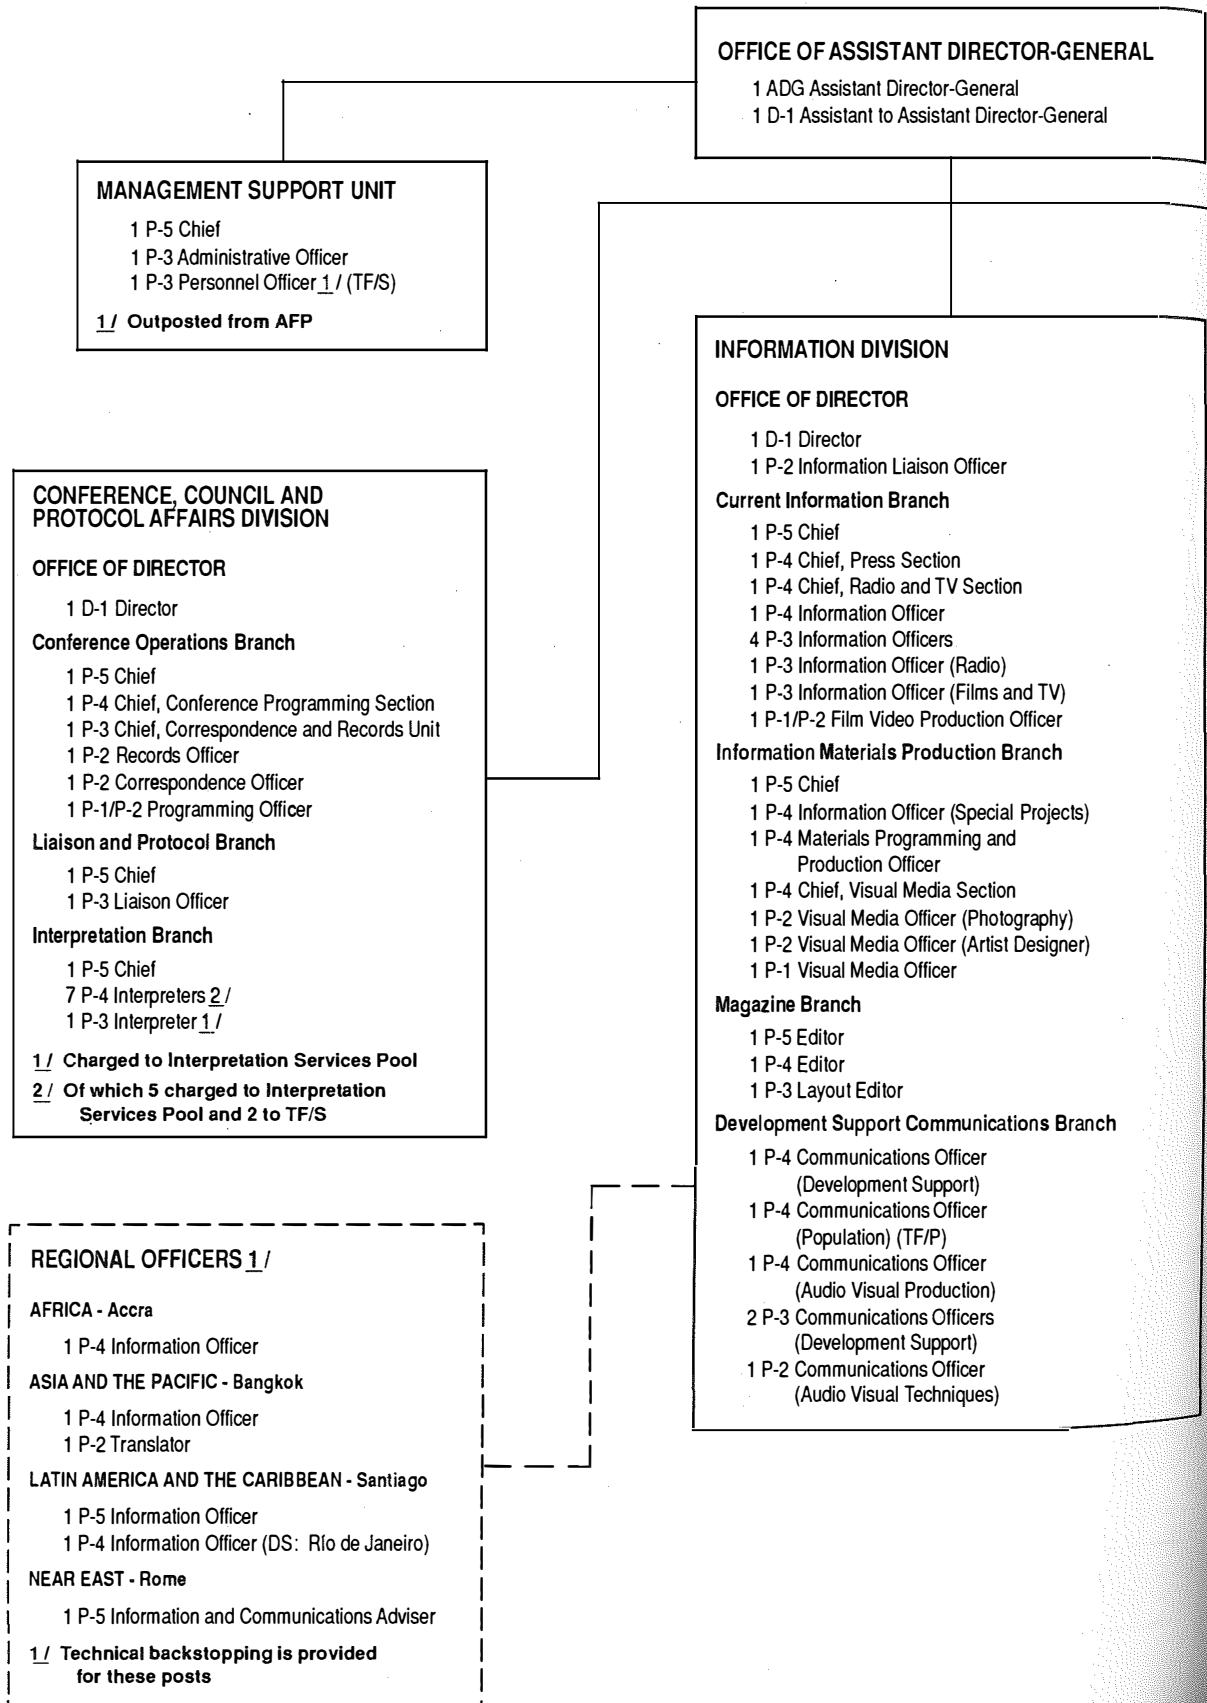 OFFICE OF ASSISTANT DIRECTOR-GENERAL
1 ADG Assistant Director-General
1 D-1 Assistant to Assistant Director-General
MANAGEMENT SUPPORT UNIT
1 P-5 Chief
1 P-3 Administrative Officer
1 P-3 Personnel Officer 1/ (TF/S)
1/ Outposted from AFP
CONFERENCE, COUNCIL AND
PROTOCOL AFFAIRS DIVISION
OFFICE OF DIRECTOR
1 D-1 Director
Conference Operations Branch
1 P-5 Chief
1 P-4 Chief, Conference Programming Section
1 P-3 Chief, Correspondence and Records Unit
1 P-2 Records Officer
1 P-2 Correspondence Officer
1 P-1/P-2 Programming Officer
Liaison and Protocol Branch
1 P-5 Chief
1 P-3 Liaison Officer
Interpretation Branch
1 P-5 Chief
7 P-4 Interpreters 2/
1 P-3 Interpreter 1/
1/ Charged to Interpretation Services Pool
2/ Of which 5 charged to Interpretation
Services Pool and 2 to TF/S
INFORMATION DIVISION
OFFICE OF DIRECTOR
1 D-1 Director
1 P-2 Information Liaison Officer
Current Information Branch
1 P-5 Chief
1 P-4 Chief, Press Section
1 P-4 Chief, Radio and TV Section
1 P-4 Information Officer
4 P-3 Information Officers
1 P-3 Information Officer (Radio)
1 P-3 Information Officer (Films and TV)
1 P-1/P-2 Film Video Production Officer
Information Materials Production Branch
1 P-5 Chief
1 P-4 Information Officer (Special Projects)
1 P-4 Materials Programming and
Production Officer
1 P-4 Chief, Visual Media Section
1 P-2 Visual Media Officer (Photography)
1 P-2 Visual Media Officer (Artist Designer)
1 P-1 Visual Media Officer
Magazine Branch
1 P-5 Editor
1 P-4 Editor
1 P-3 Layout Editor
Development Support Communications Branch
1 P-4 Communications Officer
(Development Support)
1 P-4 Communications Officer
(Population) (TF/P)
1 P-4 Communications Officer
(Audio Visual Production)
2 P-3 Communications Officers
(Development Support)
1 P-2 Communications Officer
(Audio Visual Techniques)
REGIONAL OFFICERS 1/
AFRICA - Accra
1 P-4 Information Officer
ASIA AND THE PACIFIC - Bangkok
1 P-4 Information Officer
1 P-2 Translator
LATIN AMERICA AND THE CARIBBEAN - Santiago
1 P-5 Information Officer
1 P-4 Information Officer (DS: Río de Janeiro)
NEAR EAST - Rome
1 P-5 Information and Communications Adviser
1/ Technical backstopping is provided
for these posts